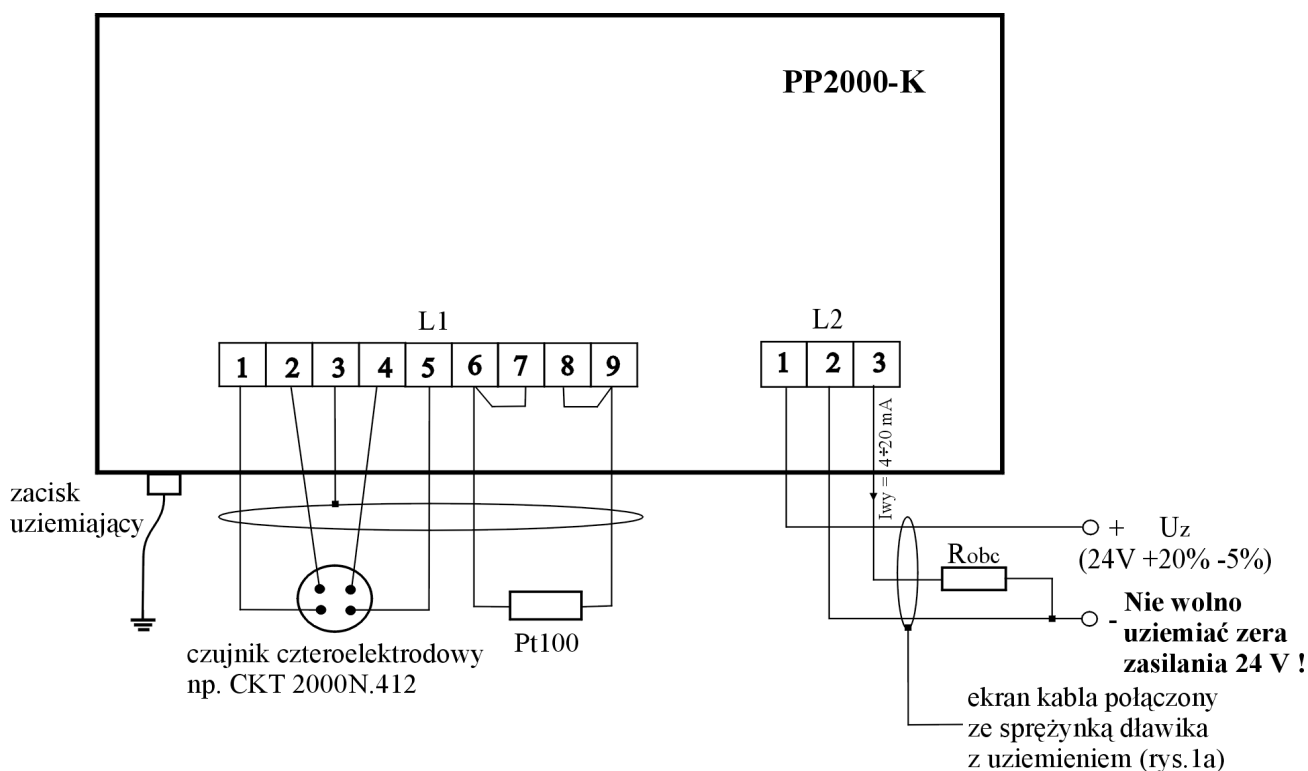 PP2000-K
L1
1 2 3 4 5 6 7 8 9
L2
1 2 3
Iwy = 4÷20 mA
zacisk
uziemiający
czujnik czteroelektrodowy
np. CKT 2000N.412
Pt100
Robc
+ Uz
(24V +20% -5%)
- Nie wolno
uziemiać zera
zasilania 24 V !
ekran kabla połączony
ze sprężynką dławika
z uziemieniem (rys.1a)